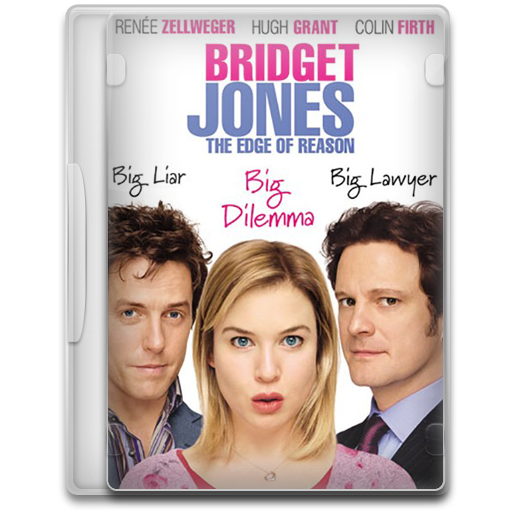 RENÉE ZELLWEGER HUGH GRANT COLIN FIRTH
BRIDGET
JONES
THE EDGE OF REASON
Big Liar
Big
Dilemma
Big Lawyer